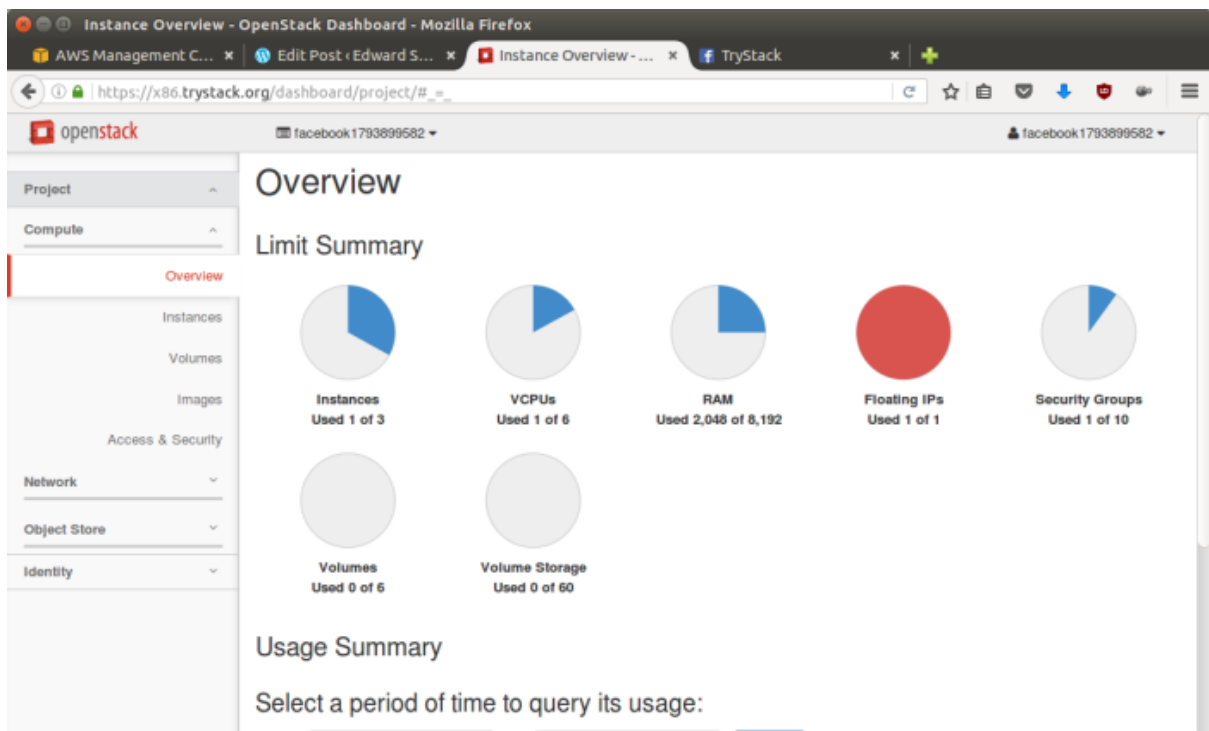 Instance Overview - OpenStack Dashboard - Mozilla Firefox
AWS Management C... Edit Post ‹ Edward S... Instance Overview - ... TryStack
https://x86.trystack.org/dashboard/project/#_=_
openstack facebook1793899582 facebook1793899582
Project
Compute
Overview
Instances
Volumes
Images
Access & Security
Network
Object Store
Identity
Overview
Limit Summary
Instances
Used 1 of 3
VCPUs
Used 1 of 6
RAM
Used 2,048 of 8,192
Floating IPs
Used 1 of 1
Security Groups
Used 1 of 10
Volumes
Used 0 of 6
Volume Storage
Used 0 of 60
Usage Summary
Select a period of time to query its usage: